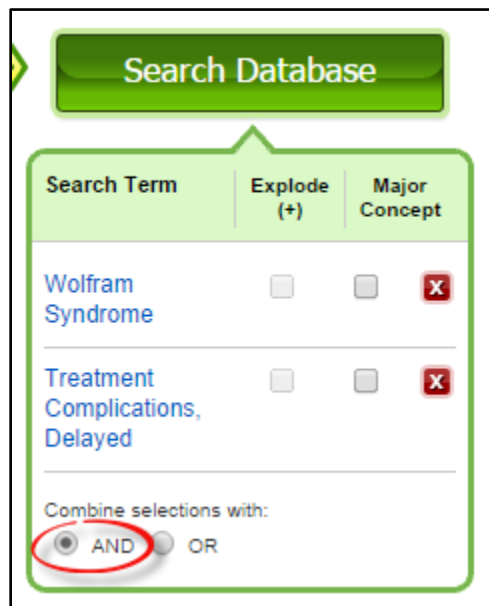 Search Database
Search Term
Explode
(+)
Major
Concept
Wolfram
Syndrome
X
Treatment
Complications,
Delayed
X
Combine selections with:
AND OR